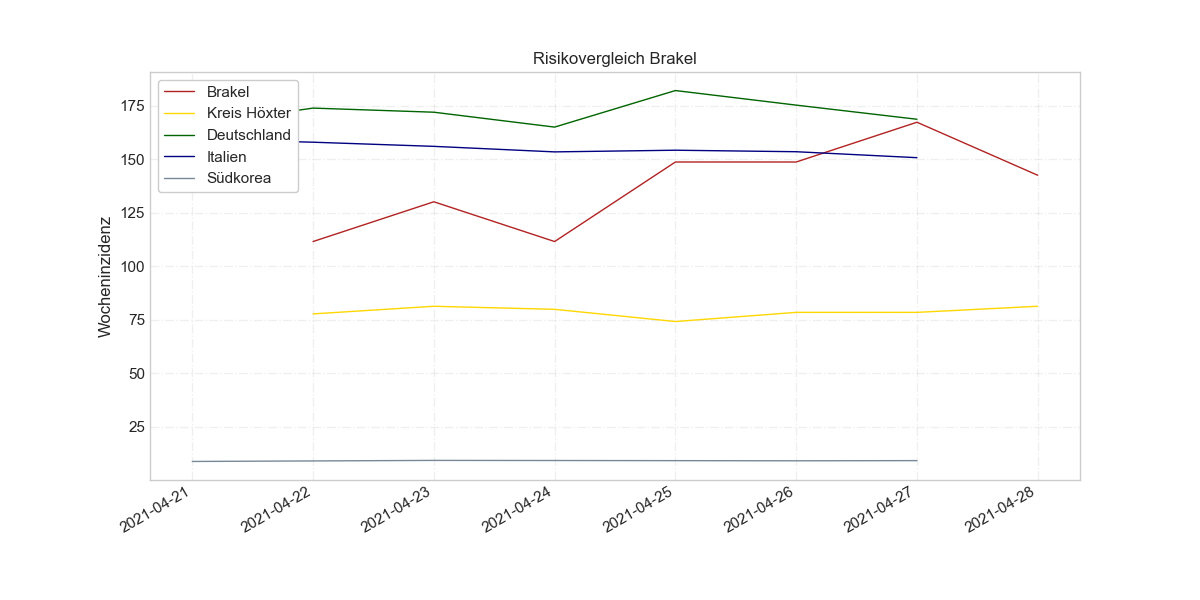 Risikovergleich Brakel
Brakel
Kreis Höxter
Deutschland
Italien
Südkorea
Wocheninzidenz
175
150
125
100
75
50
25
2021-04-21
2021-04-22
2021-04-23
2021-04-24
2021-04-25
2021-04-26
2021-04-27
2021-04-28